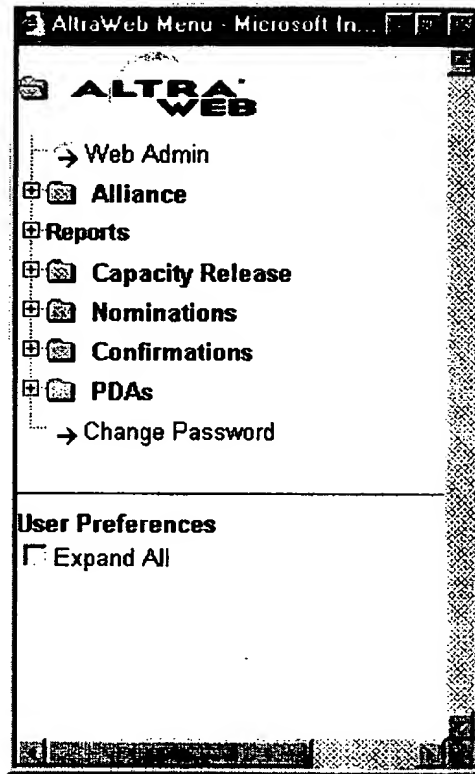 AltraWeb Menu - Microsoft In...
ALTRA
WEB
Web Admin
Alliance
Reports
Capacity Release
Nominations
Confirmations
PDAs
Change Password
User Preferences
Expand All